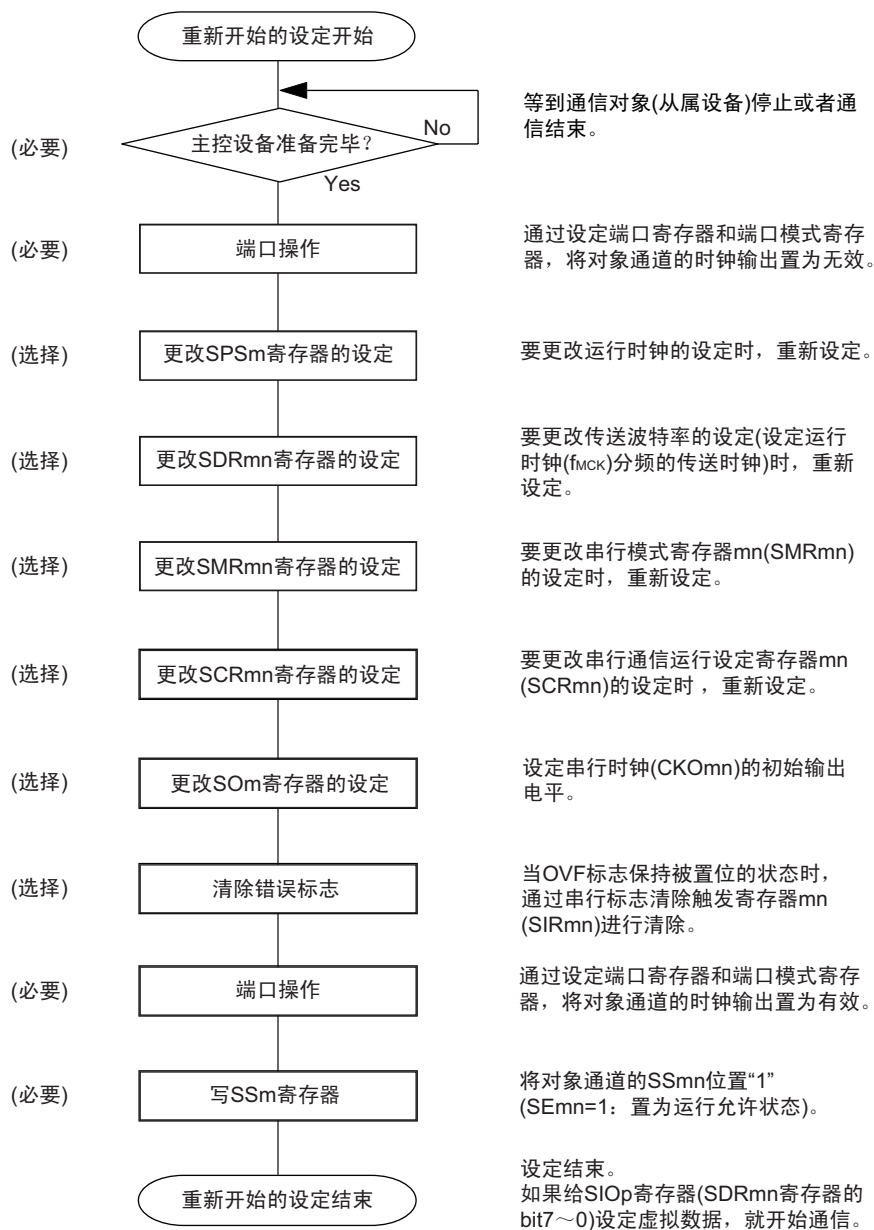 重新开始的设定开始
(必要)
主控设备准备完毕？
No
Yes
等到通信对象(从属设备)停止或者通
信结束。
(必要)
端口操作
通过设定端口寄存器和端口模式寄存
器，将对象通道的时钟输出置为无效。
(选择)
更改SPSm寄存器的设定
要更改运行时钟的设定时，重新设定。
(选择)
更改SDRmn寄存器的设定
要更改传送波特率的设定(设定运行
时钟(fMCK)分频的传送时钟)时，重新
设定。
(选择)
更改SMRmn寄存器的设定
要更改串行模式寄存器mn(SMRmn)
的设定时，重新设定。
(选择)
更改SCRmn寄存器的设定
要更改串行通信运行设定寄存器mn
(SCRmn)的设定时 ，重新设定。
(选择)
更改SOm寄存器的设定
设定串行时钟(CKOmn)的初始输出
电平。
(选择)
清除错误标志
当OVF标志保持被置位的状态时，
通过串行标志清除触发寄存器mn
(SIRmn)进行清除。
(必要)
端口操作
通过设定端口寄存器和端口模式寄存
器，将对象通道的时钟输出置为有效。
(必要)
写SSm寄存器
将对象通道的SSmn位置“1”
(SEmn=1：置为运行允许状态)。
重新开始的设定结束
设定结束。
如果给SIOp寄存器(SDRmn寄存器的
bit7～0)设定虚拟数据，就开始通信。